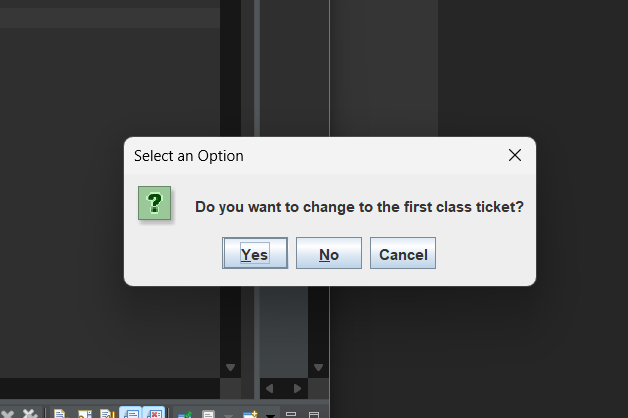 Select an Option
?
Do you want to change to the first class ticket?
Yes
No
Cancel